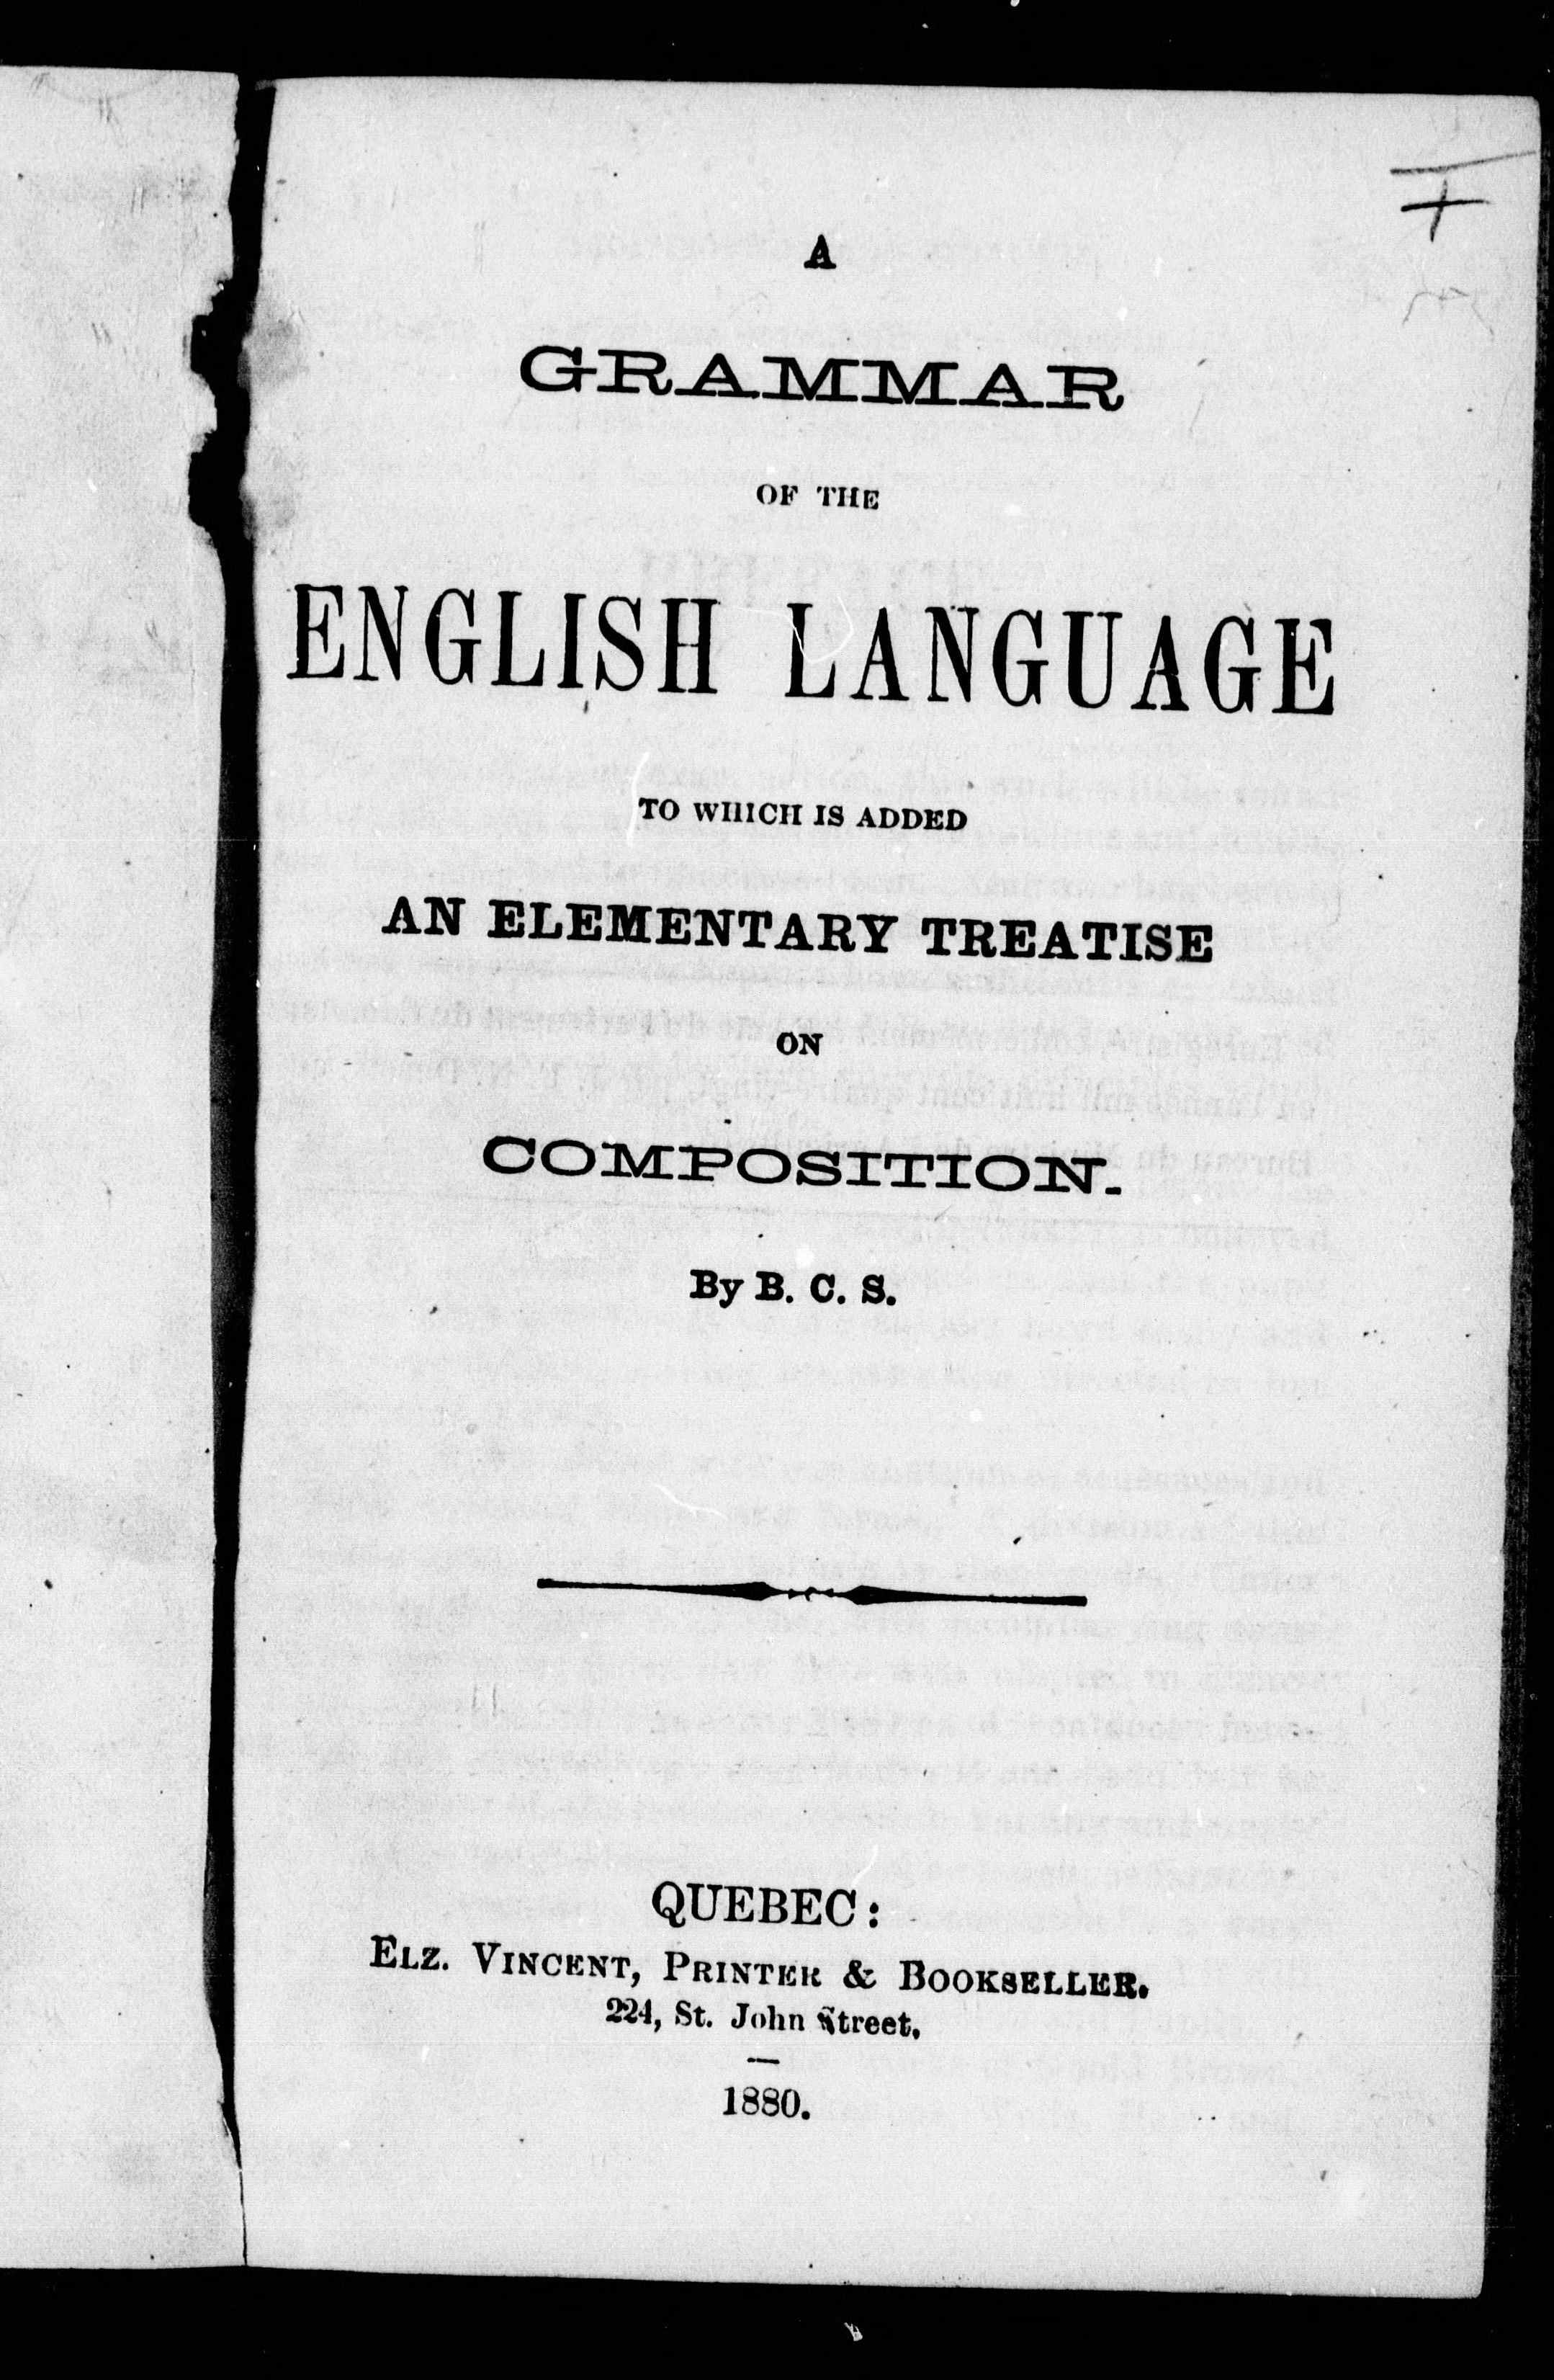 A
GRAMMAR
OF THE
ENGLISH LANGUAGE
TO WHICH IS ADDED
AN ELEMENTARY TREATISE
ON
COMPOSITION.
By B. C. S.
QUEBEC:
ELZ. VINCENT, PRINTER & BOOKSELLER.
224, St. John Street.
1880.